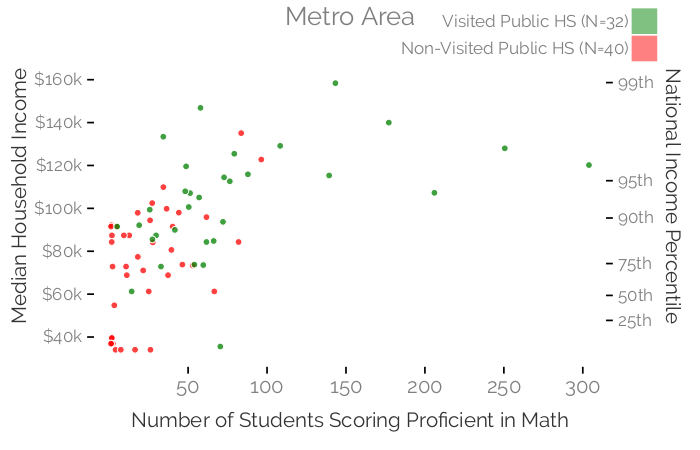 Metro Area
Visited Public HS (N=32)
Non-Visited Public HS (N=40)
Median Household Income
$160k
$140k
$120k
$100k
$80k
$60k
$40k
99th
95th
90th
75th
50th
25th
National Income Percentile
50 100 150 200 250 300
Number of Students Scoring Proficient in Math